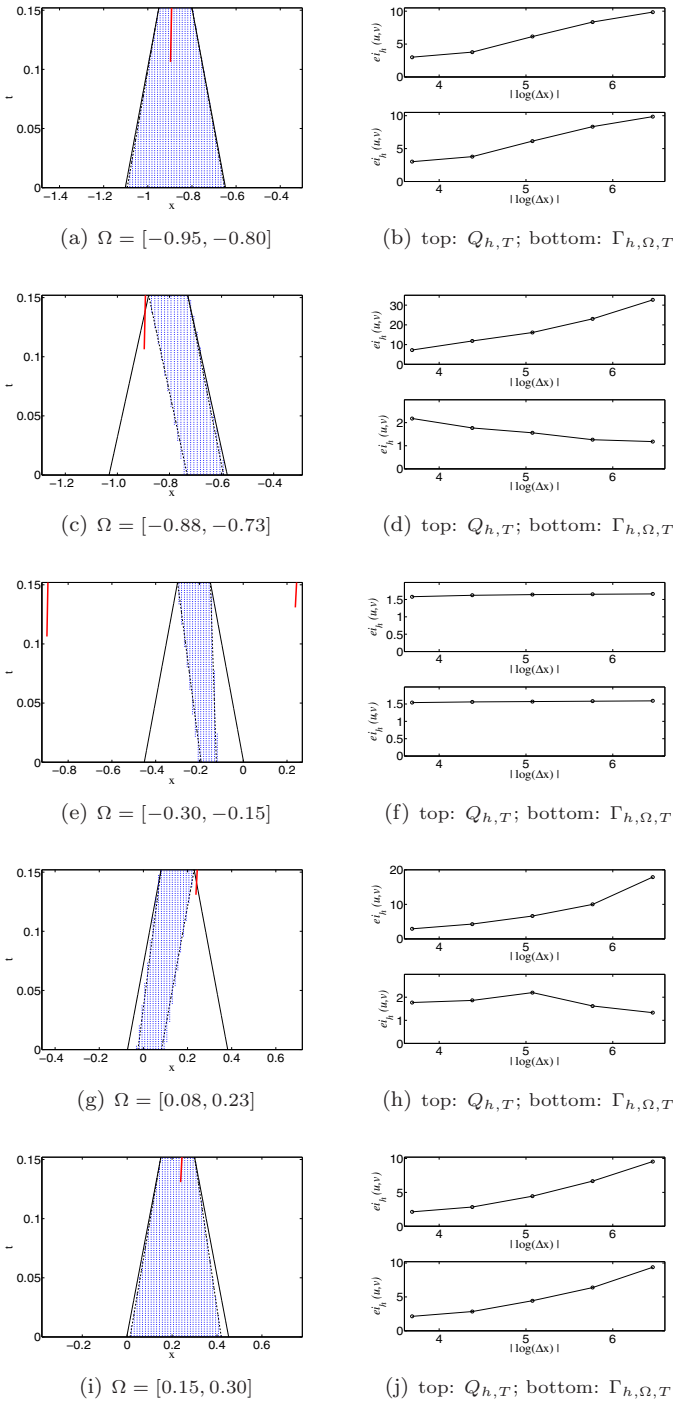 0.15
0.1
t
0.05
0
−1.4 −1.2 −1 −0.8 −0.6 −0.4
x
(a) Ω = [−0.95, −0.80]
10
5
0
ei_h(u,v)
4 5 6
| log(Δx) |
10
5
0
ei_h(u,v)
4 5 6
| log(Δx) |
(b) top: Q_{h,T}; bottom: Γ_{h,Ω,T}
0.15
0.1
t
0.05
0
−1.2 −1.0 −0.8 −0.6 −0.4
x
(c) Ω = [−0.88, −0.73]
30
20
10
0
ei_h(u,v)
4 5 6
| log(Δx) |
2
1
0
ei_h(u,v)
4 5 6
| log(Δx) |
(d) top: Q_{h,T}; bottom: Γ_{h,Ω,T}
0.15
0.1
t
0.05
0
−0.8 −0.6 −0.4 −0.2 0 0.2
x
(e) Ω = [−0.30, −0.15]
1.5
1
0.5
0
ei_h(u,v)
4 5 6
| log(Δx) |
1.5
1
0.5
0
ei_h(u,v)
4 5 6
| log(Δx) |
(f) top: Q_{h,T}; bottom: Γ_{h,Ω,T}
0.15
0.1
t
0.05
0
−0.4 −0.2 0 0.2 0.4 0.6
x
(g) Ω = [0.08, 0.23]
20
10
0
ei_h(u,v)
4 5 6
| log(Δx) |
2
1
0
ei_h(u,v)
4 5 6
| log(Δx) |
(h) top: Q_{h,T}; bottom: Γ_{h,Ω,T}
0.15
0.1
t
0.05
0
−0.4 −0.2 0 0.2 0.4 0.6
x
(i) Ω = [0.15, 0.30]
10
5
0
ei_h(u,v)
4 5 6
| log(Δx) |
10
5
0
ei_h(u,v)
4 5 6
| log(Δx) |
(j) top: Q_{h,T}; bottom: Γ_{h,Ω,T}